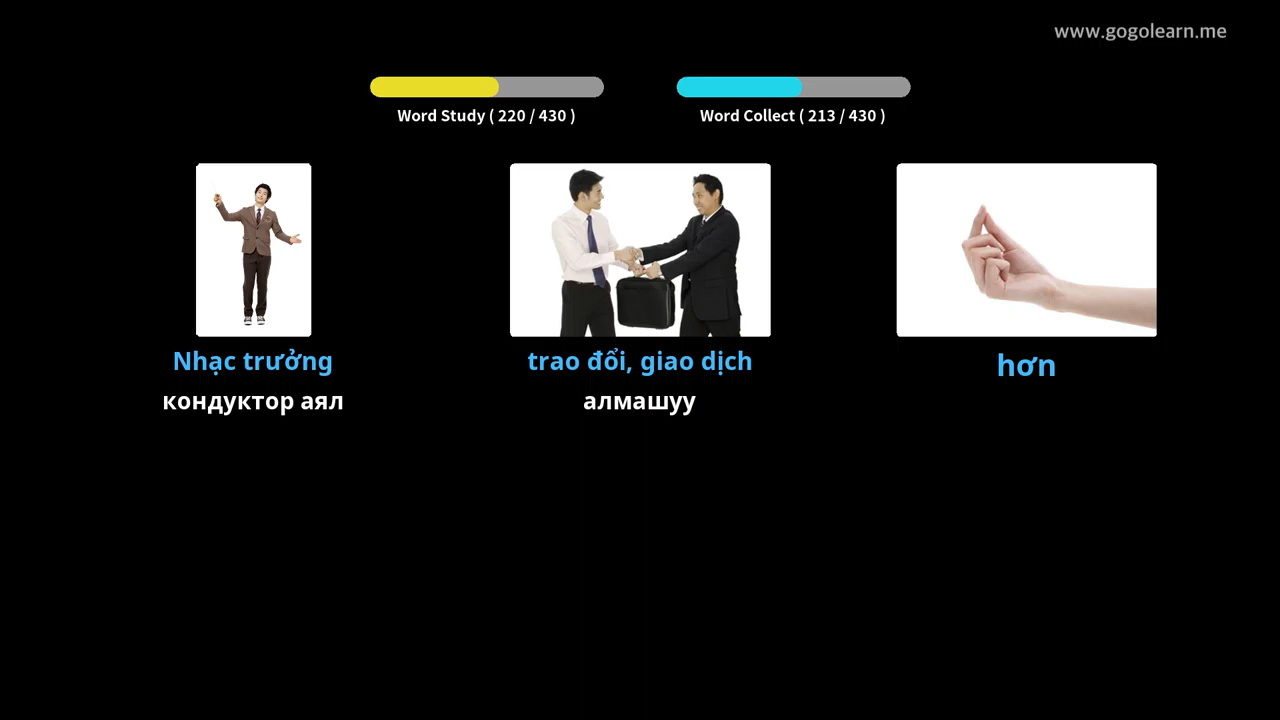 www.gogolearn.me
Word Study ( 220 / 430 )
Word Collect ( 213 / 430 )
Nhạc trưởng
кондуктор аял
trao đổi, giao dịch
алмашуу
hơn